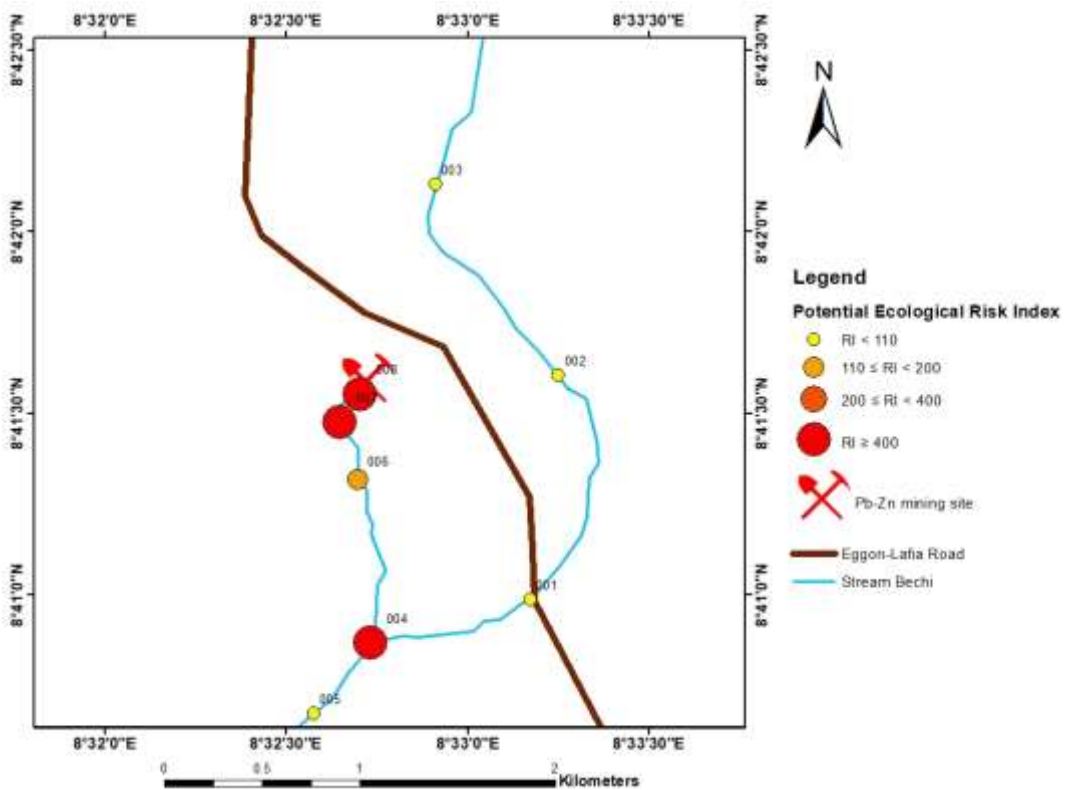 8°32'0"E 8°32'30"E 8°33'0"E 8°33'30"E
8°42'30"N 8°42'30"N
003
8°42'0"N 8°42'0"N
002
008
8°41'30"N 8°41'30"N
006
8°41'0"N 8°41'0"N
001
004
005
8°32'0"E 8°32'30"E 8°33'0"E 8°33'30"E
0 0.5 1 2
Kilometers
N
Legend
Potential Ecological Risk Index
RI < 110
110 ≤ RI < 200
200 ≤ RI < 400
RI ≥ 400
Pb-Zn mining site
Eggon-Lafia Road
Stream Bechi